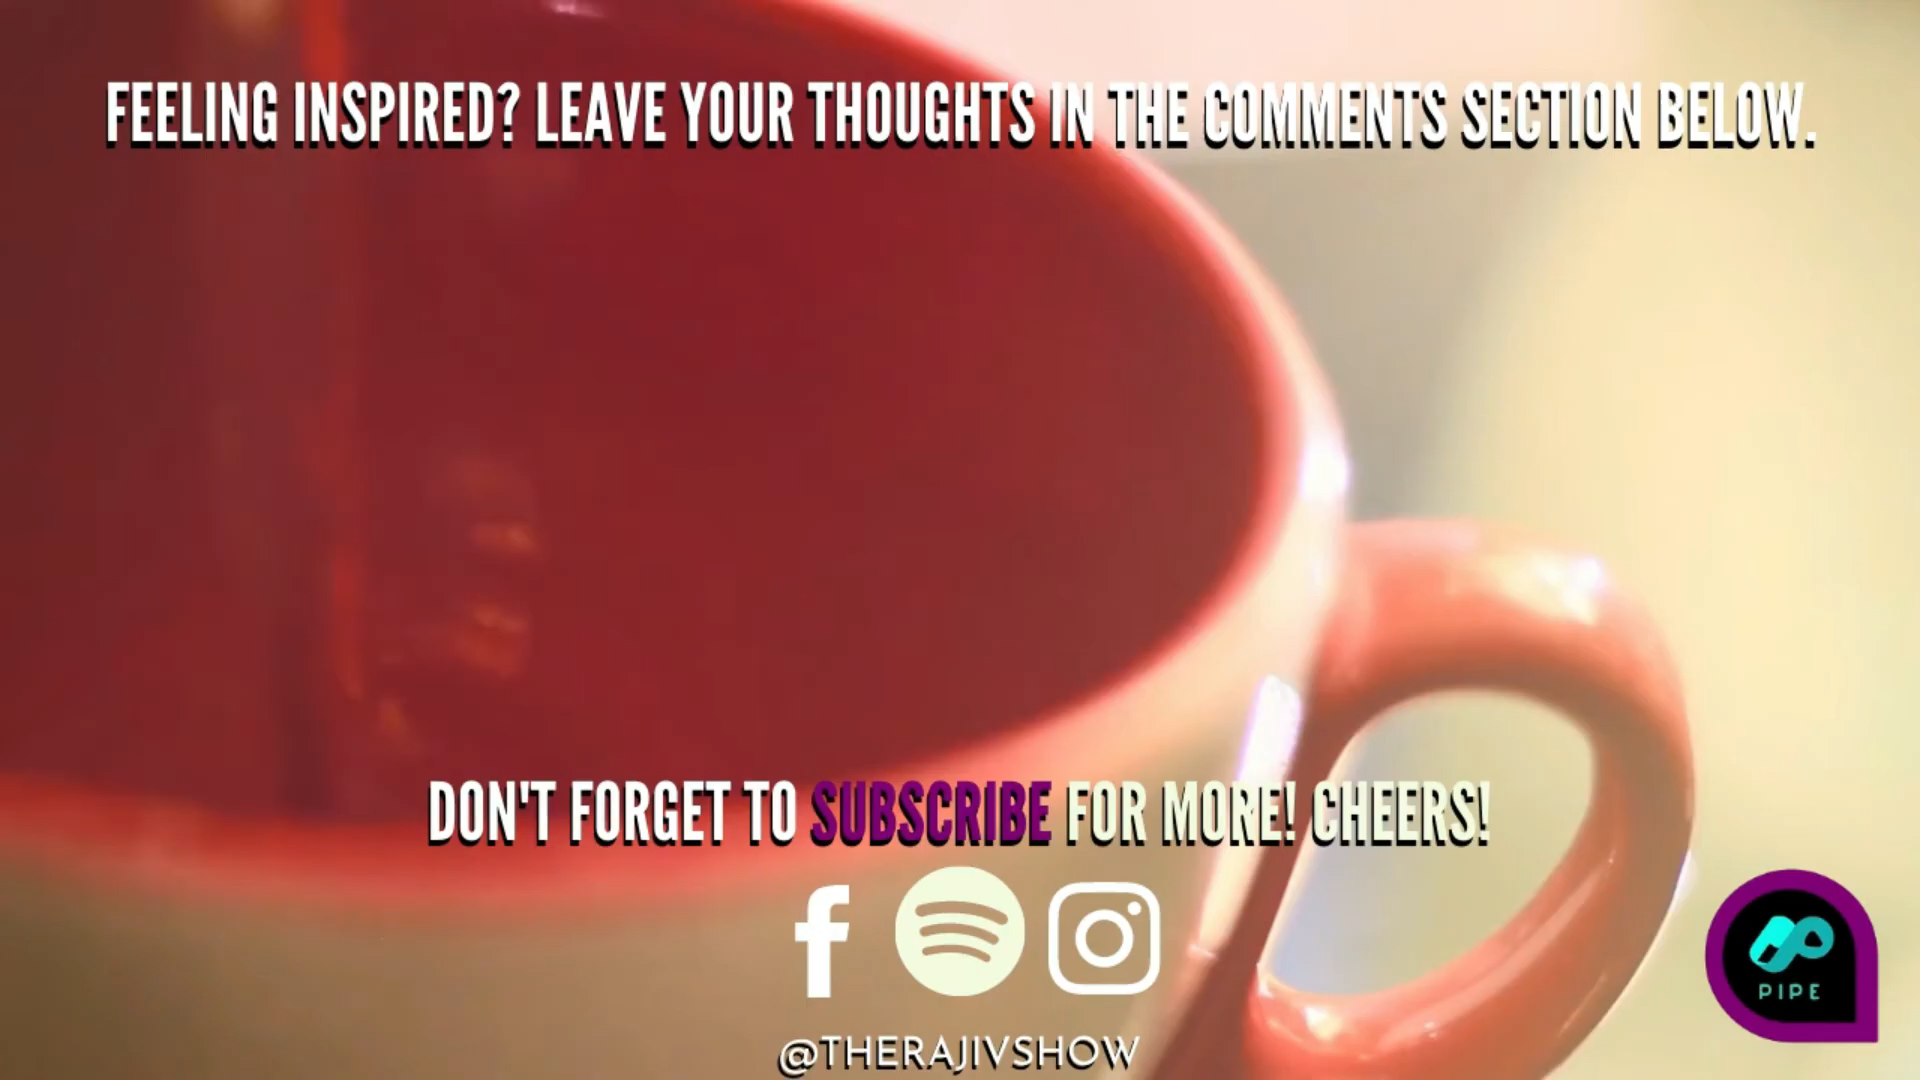 FEELING INSPIRED? LEAVE YOUR THOUGHTS IN THE COMMENTS SECTION BELOW.
DON'T FORGET TO SUBSCRIBE FOR MORE! CHEERS!
@THERAJIVSHOW
PIPE